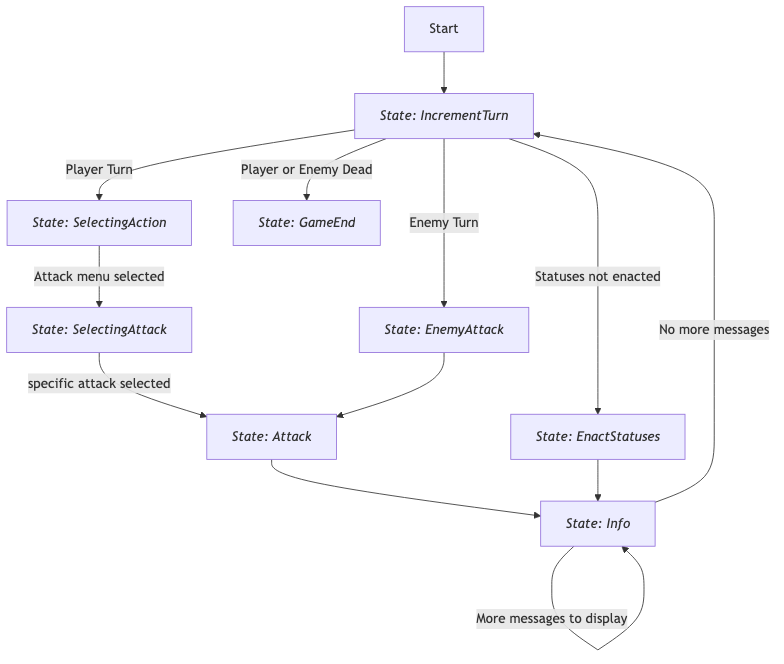 Start
State: IncrementTurn
Player Turn
Player or Enemy Dead
State: SelectingAction
State: GameEnd
Enemy Turn
Attack menu selected
Statuses not enacted
State: SelectingAttack
State: EnemyAttack
No more messages
specific attack selected
State: Attack
State: EnactStatuses
State: Info
More messages to display